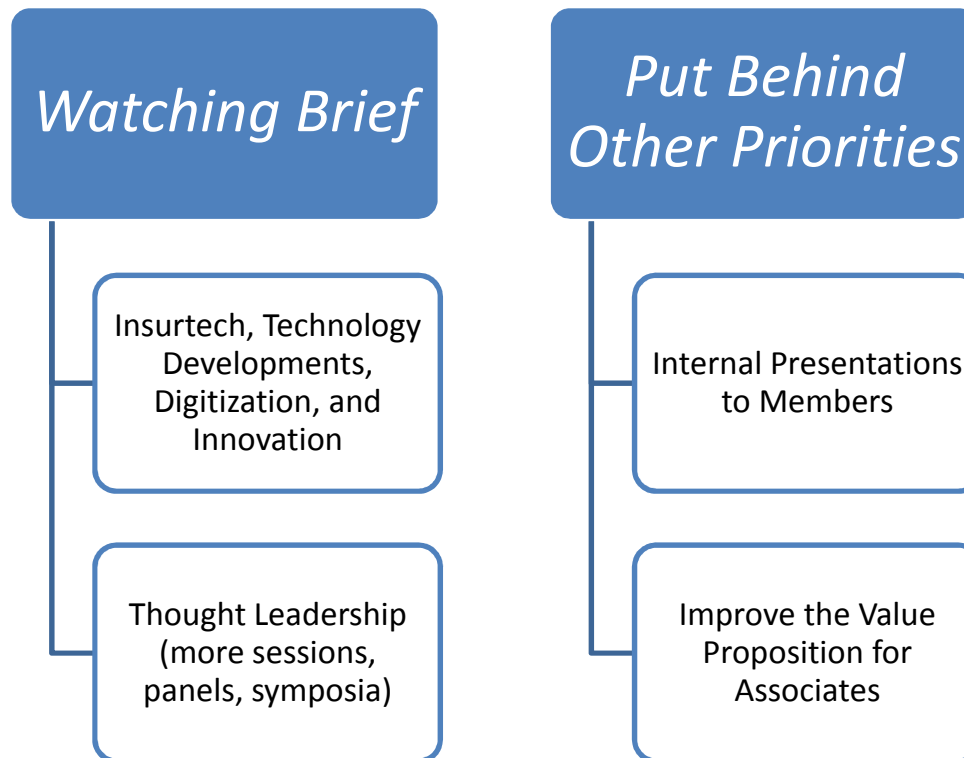 Watching Brief
Insurtech, Technology
Developments,
Digitization, and
Innovation
Thought Leadership
(more sessions,
panels, symposia)
Put Behind
Other Priorities
Internal Presentations
to Members
Improve the Value
Proposition for
Associates